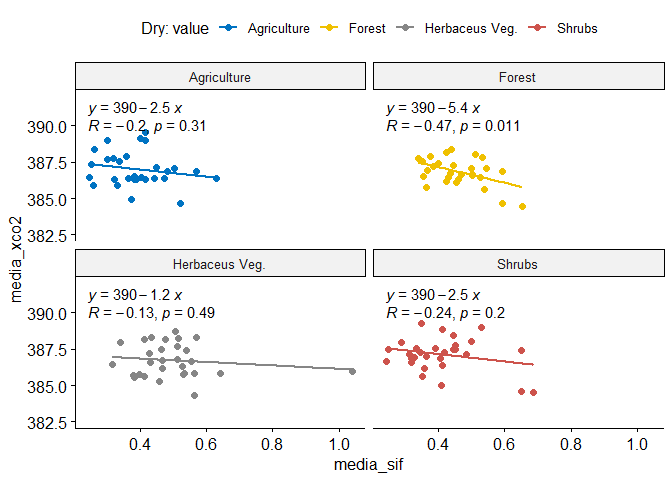 Dry: value Agriculture Forest Herbaceus Veg. Shrubs
Agriculture Forest
y = 390 − 2.5 x y = 390 − 5.4 x
R = −0.2, p = 0.31 R = −0.47, p = 0.011
390.0
387.5
385.0
382.5
media_xco2
Herbaceus Veg. Shrubs
y = 390 − 1.2 x y = 390 − 2.5 x
R = −0.13, p = 0.49 R = −0.24, p = 0.2
390.0
387.5
385.0
382.5
0.4 0.6 0.8 1.0 0.4 0.6 0.8 1.0
media_sif